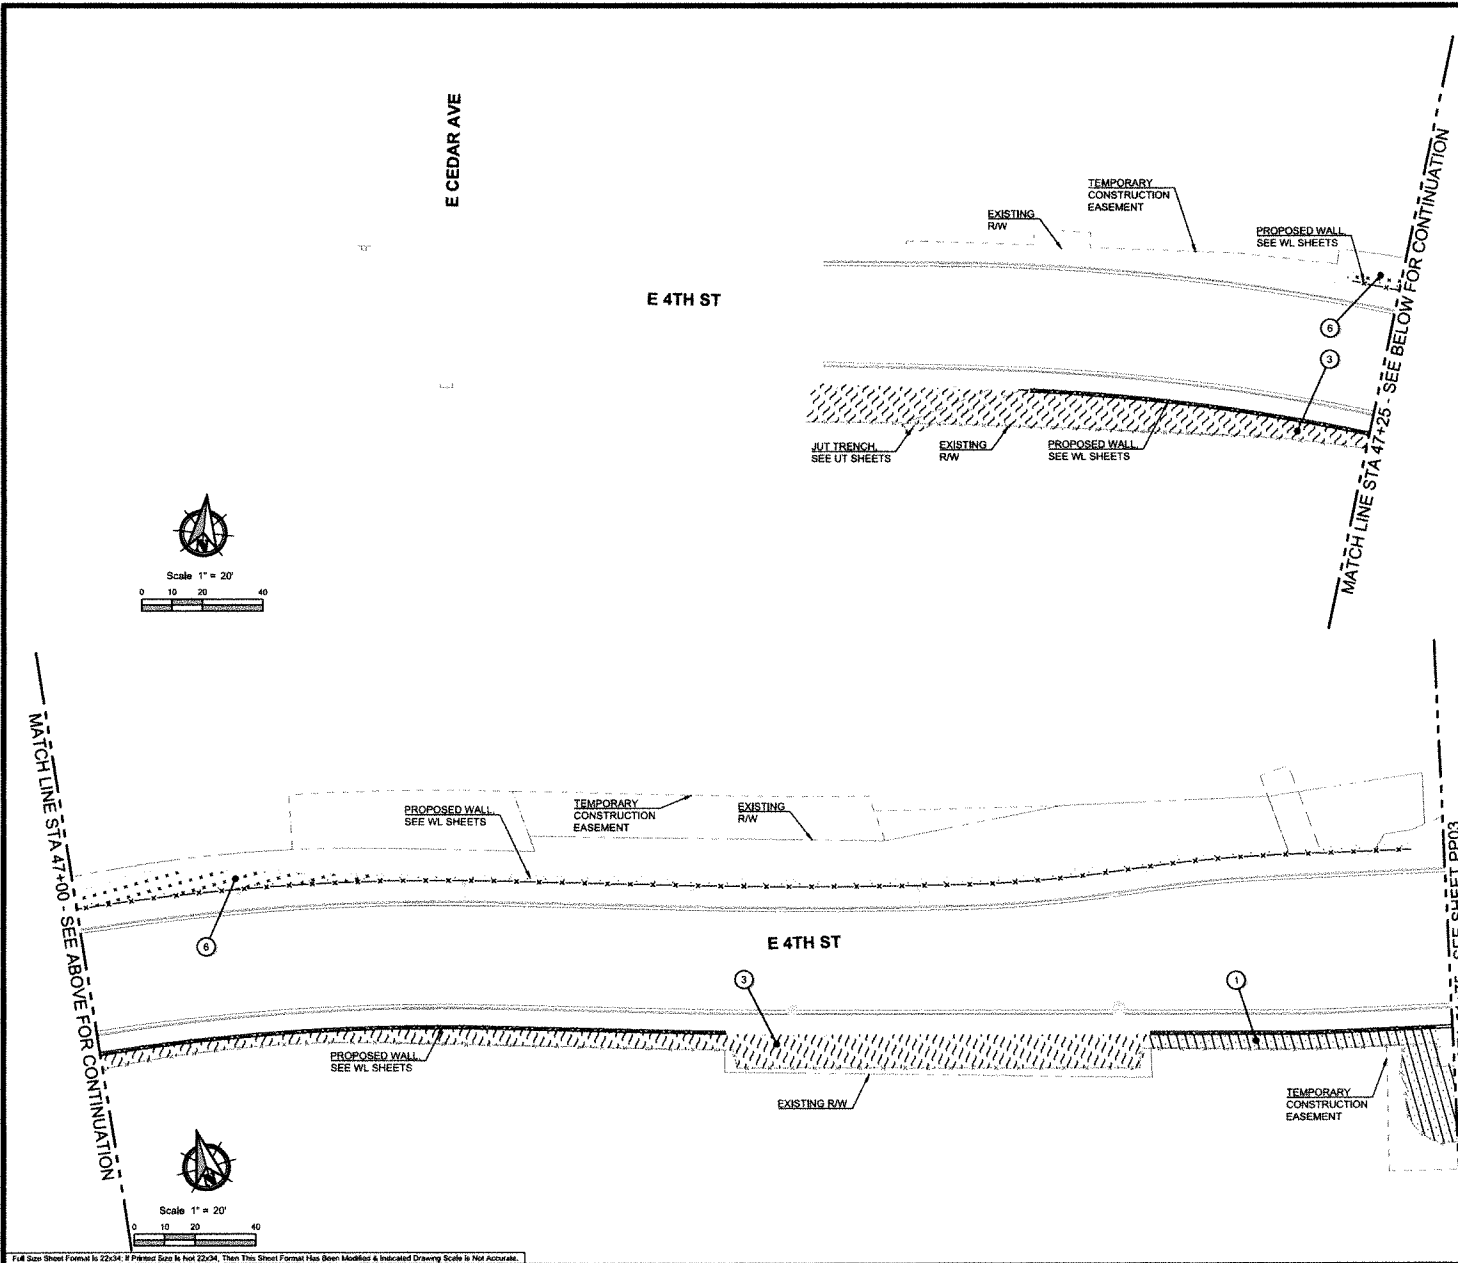 E CEDAR AVE
E 4TH ST
EXISTING
R/W
TEMPORARY
CONSTRUCTION
EASEMENT
PROPOSED WALL,
SEE WL SHEETS
6
3
JUT TRENCH,
SEE UT SHEETS
EXISTING
R/W
PROPOSED WALL,
SEE WL SHEETS
MATCH LINE STA 47+25 - SEE BELOW FOR CONTINUATION
N
Scale 1" = 20'
0 10 20 40
MATCH LINE STA 47+00 - SEE ABOVE FOR CONTINUATION
PROPOSED WALL,
SEE WL SHEETS
TEMPORARY
CONSTRUCTION
EASEMENT
EXISTING
R/W
6
E 4TH ST
3
1
PROPOSED WALL,
SEE WL SHEETS
EXISTING R/W
TEMPORARY
CONSTRUCTION
EASEMENT
SEE SHEET PP03
N
Scale 1" = 20'
0 10 20 40
Full Size Sheet Format Is 22x34; If Printed Size Is Not 22x34, Then This Sheet Format Has Been Modified & Indicated Drawing Scale Is Not Accurate.